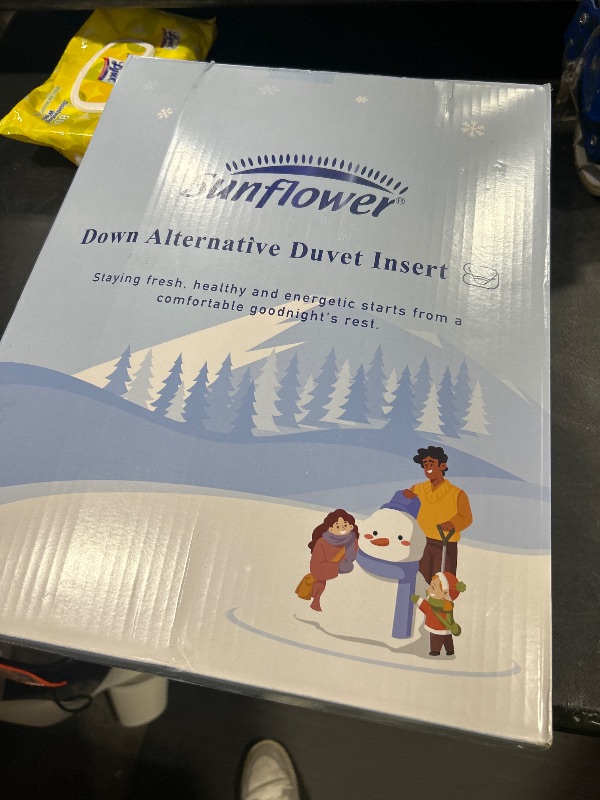 Sunflower®
Down Alternative Duvet Insert
Staying fresh, healthy and energetic starts from a
comfortable goodnight's rest.